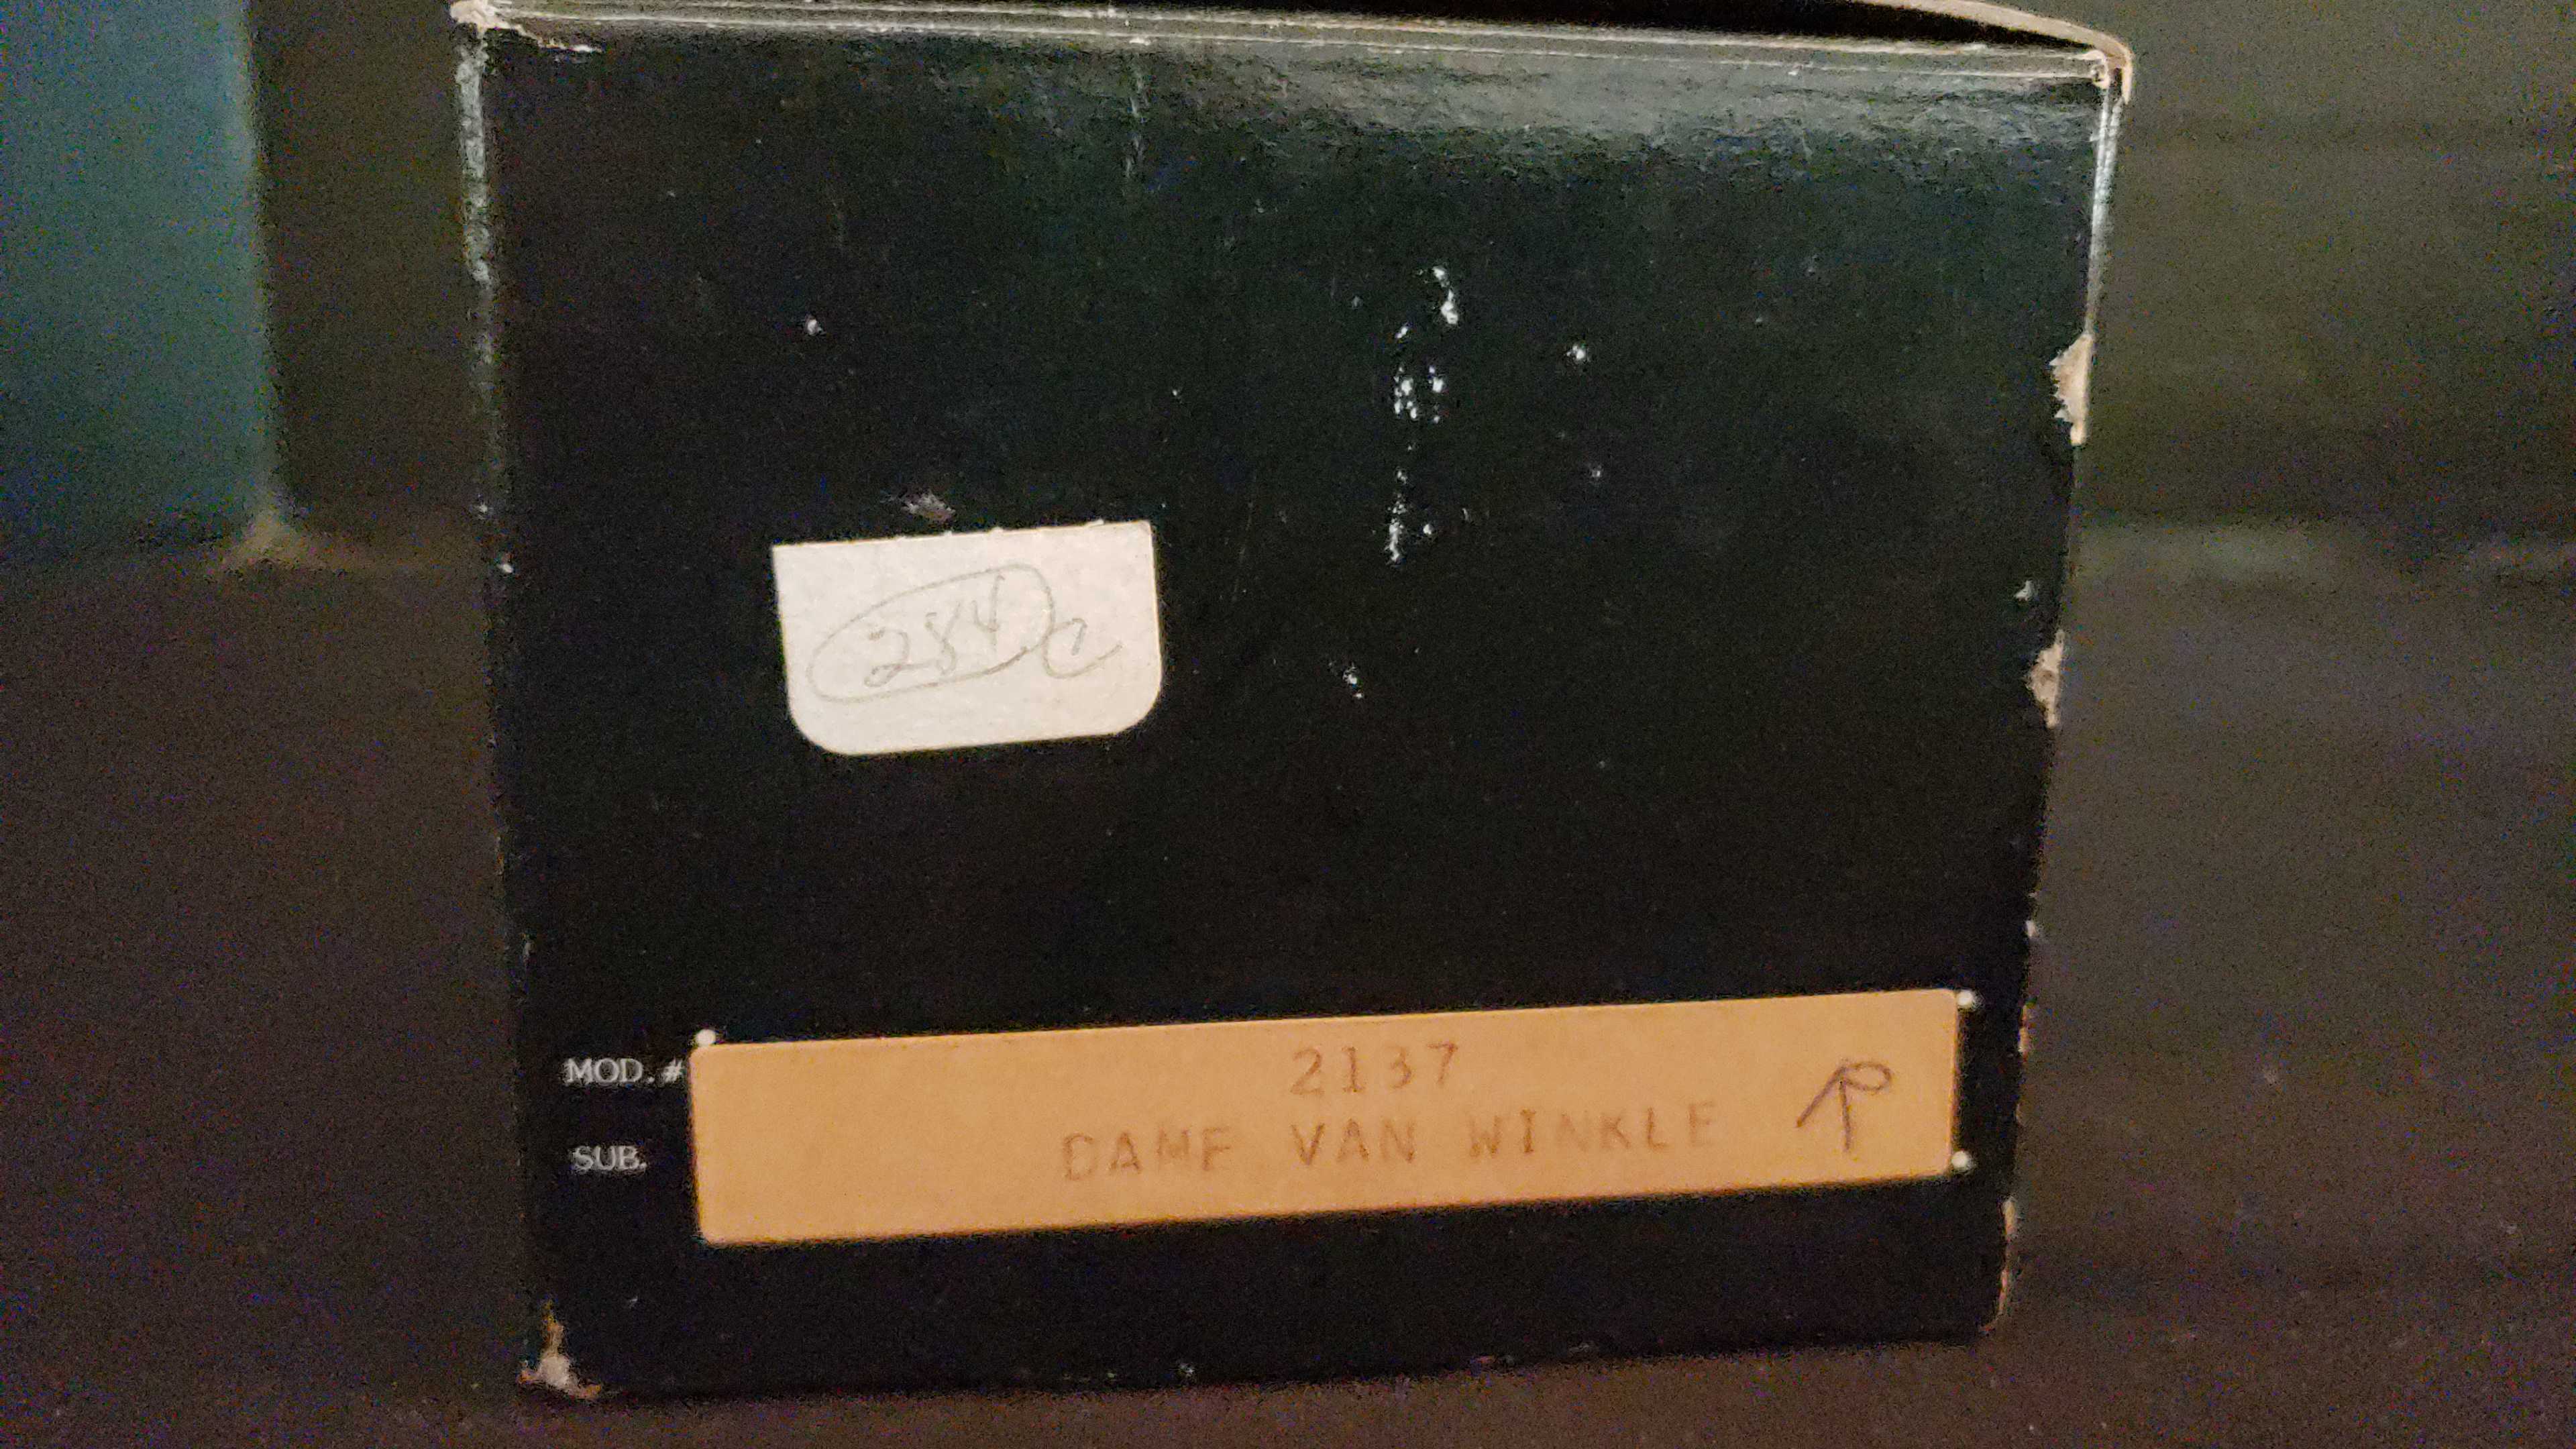 284 C
MOD. # 2137
SUB. DAME VAN WINKLE